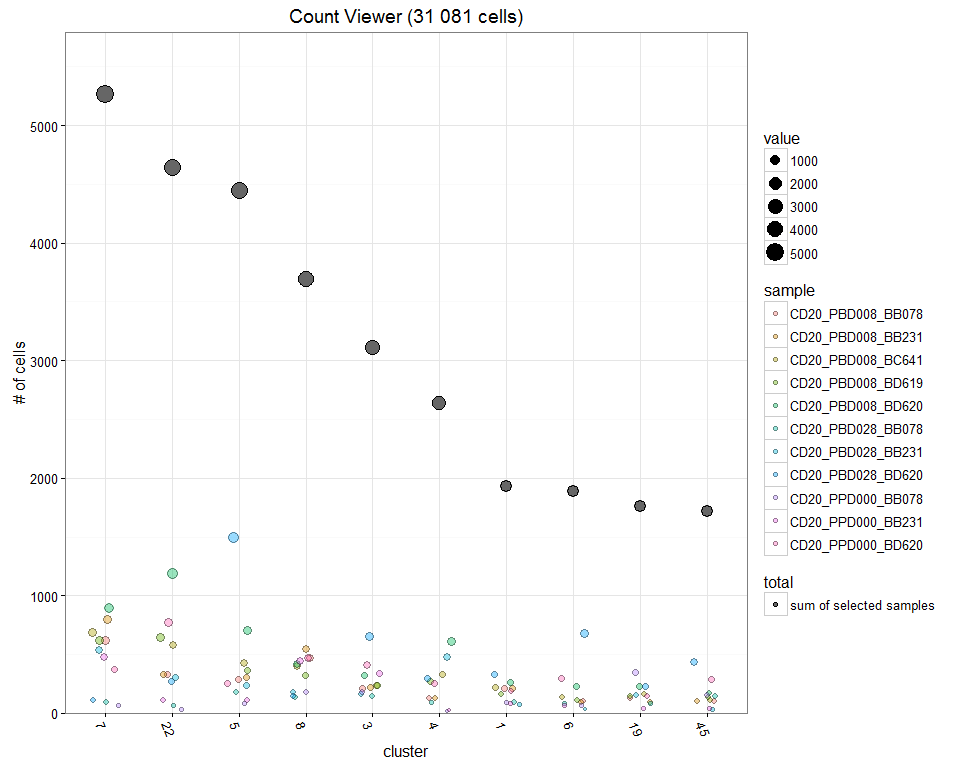 Count Viewer (31 081 cells)
# of cells
5000
4000
3000
2000
1000
0
7 22 5 8 3 4 1 6 19 45
cluster
value
1000
2000
3000
4000
5000
sample
CD20_PBD008_BB078
CD20_PBD008_BB231
CD20_PBD008_BC641
CD20_PBD008_BD619
CD20_PBD008_BD620
CD20_PBD028_BB078
CD20_PBD028_BB231
CD20_PBD028_BD620
CD20_PPD000_BB078
CD20_PPD000_BB231
CD20_PPD000_BD620
total
sum of selected samples